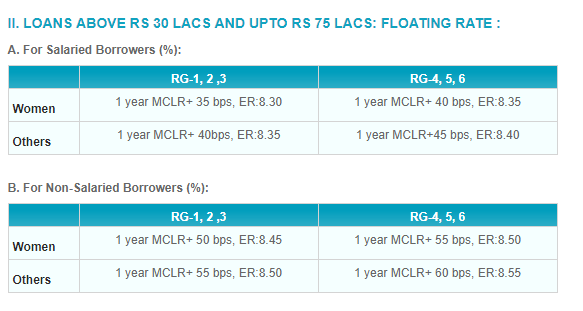 II. LOANS ABOVE RS 30 LACS AND UPTO RS 75 LACS: FLOATING RATE :
A. For Salaried Borrowers (%):
RG-1, 2 ,3 RG-4, 5, 6
Women 1 year MCLR+ 35 bps, ER:8.30 1 year MCLR+ 40 bps, ER:8.35
Others 1 year MCLR+ 40bps, ER:8.35 1 year MCLR+45 bps, ER:8.40
B. For Non-Salaried Borrowers (%):
RG-1, 2 ,3 RG-4, 5, 6
Women 1 year MCLR+ 50 bps, ER:8.45 1 year MCLR+ 55 bps, ER:8.50
Others 1 year MCLR+ 55 bps, ER:8.50 1 year MCLR+ 60 bps, ER:8.55